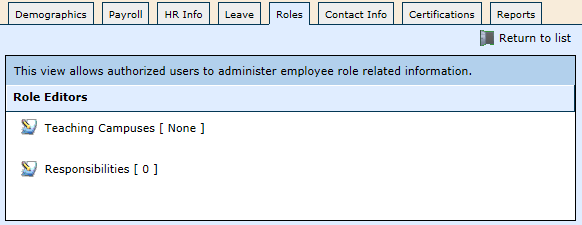 Demographics Payroll HR Info Leave Roles Contact Info Certifications Reports
Return to list
This view allows authorized users to administer employee role related information.
Role Editors
Teaching Campuses [ None ]
Responsibilities [ 0 ]